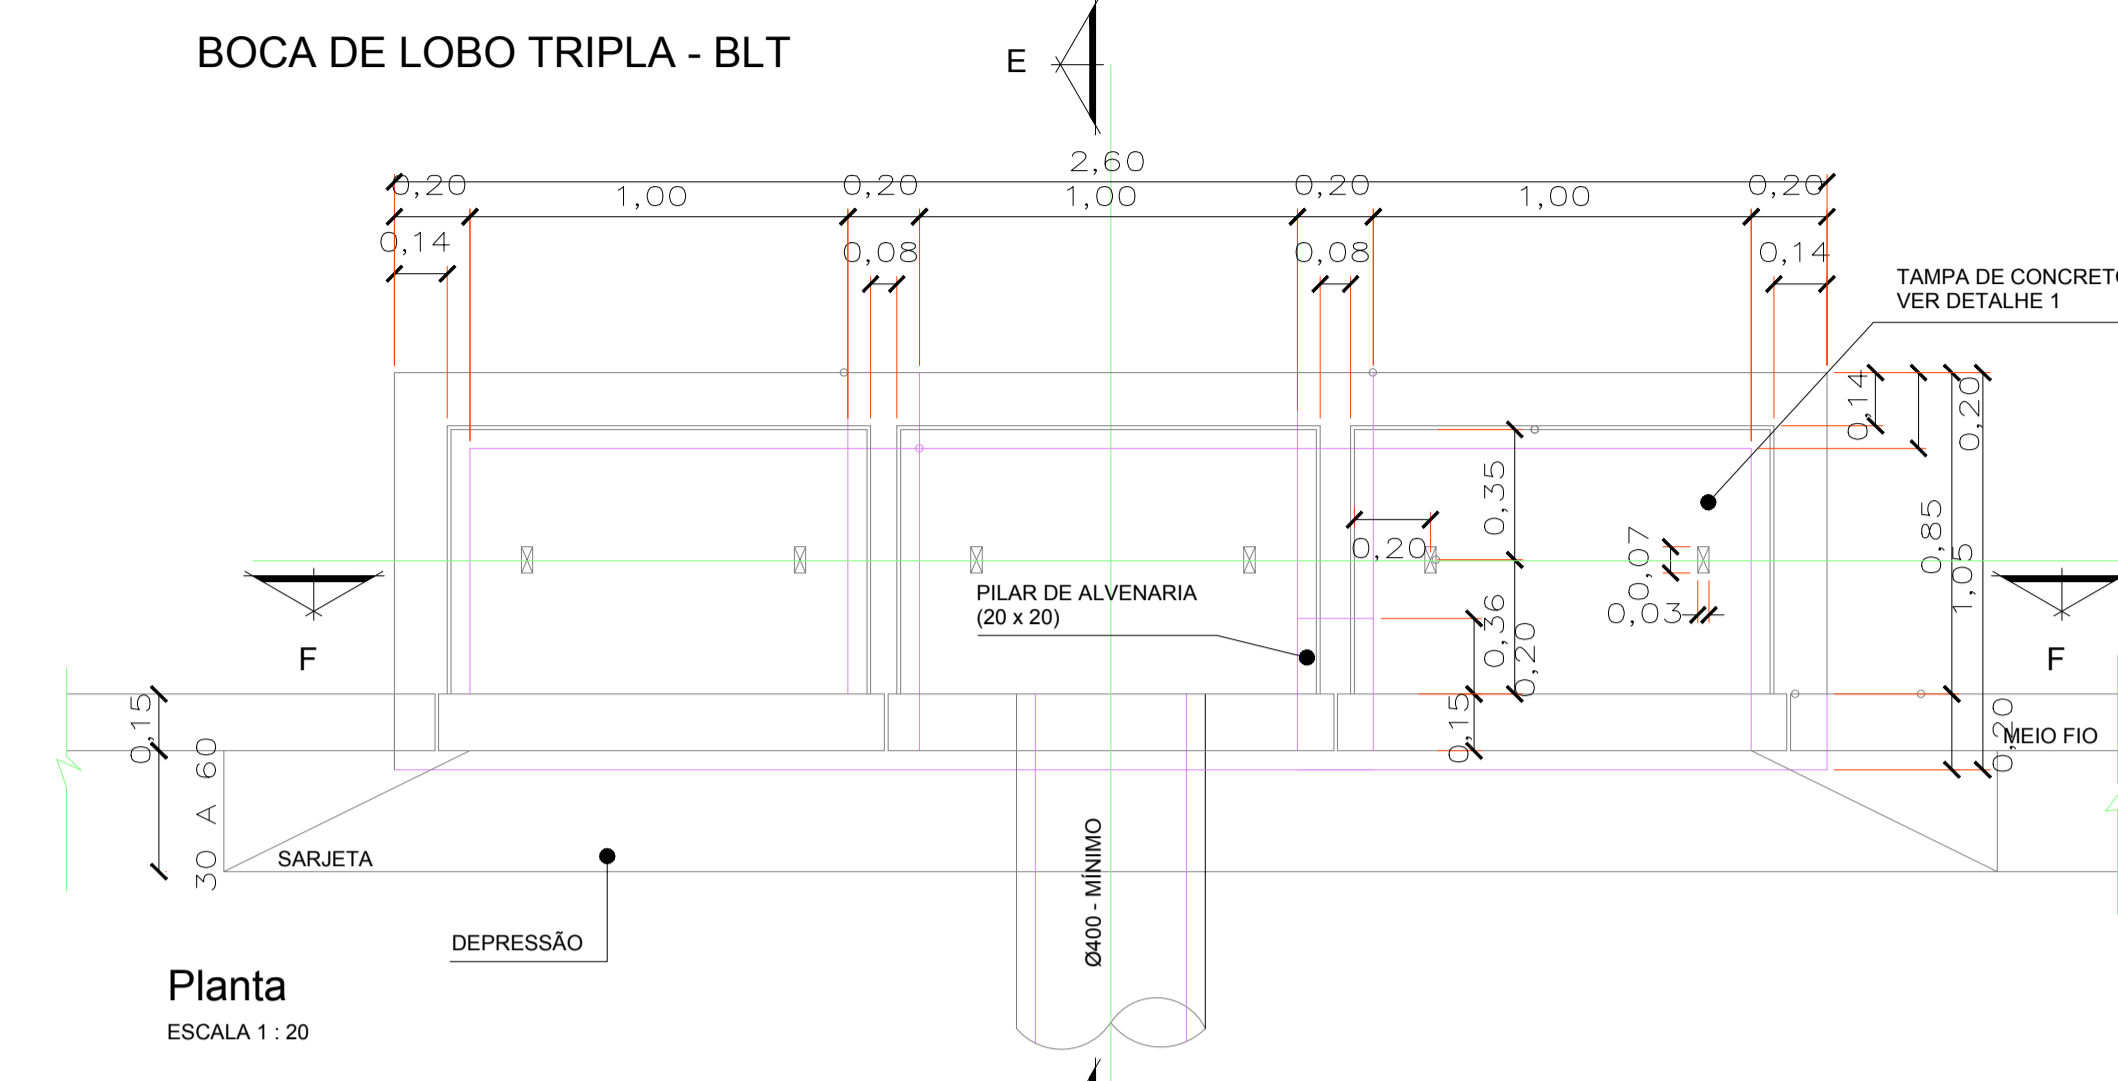 BOCA DE LOBO TRIPLA - BLT
E
2,60
0,20
1,00
0,20
1,00
0,20
1,00
0,20
0,14
0,08
0,08
0,14
TAMPA DE CONCRETO
VER DETALHE 1
0,14
0,20
0,35
0,85
1,05
0,20
0,07
0,03
PILAR DE ALVENARIA
(20 x 20)
0,36
0,20
F
F
0,15
0,15
0,20
MEIO FIO
30 A 60
SARJETA
Ø400 - MÍNIMO
DEPRESSÃO
Planta
ESCALA 1 : 20